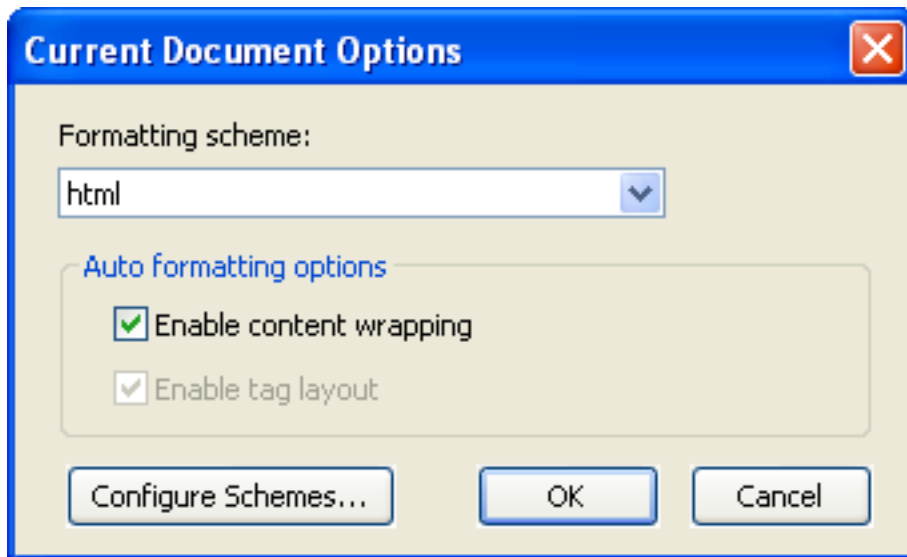 Current Document Options
Formatting scheme:
html
Auto formatting options
Enable content wrapping
Enable tag layout
Configure Schemes... OK Cancel